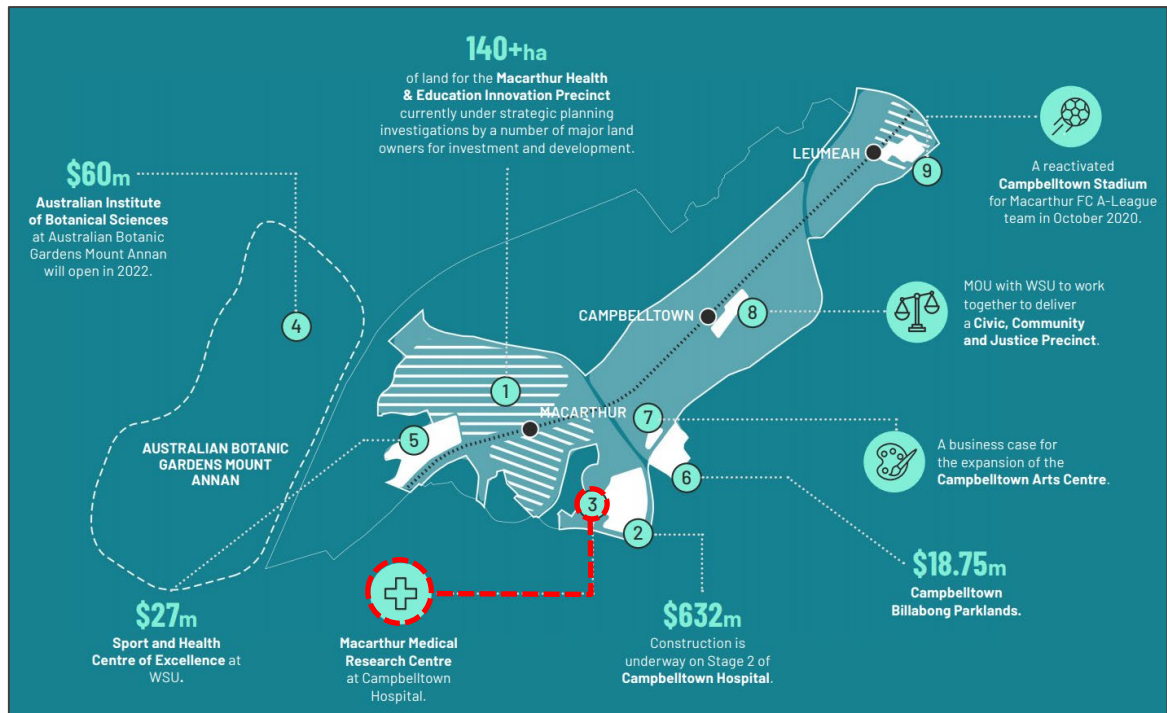 140+ha
of land for the Macarthur Health
& Education Innovation Precinct
currently under strategic planning
investigations by a number of major land
owners for investment and development.
$60m
Australian Institute
of Botanical Sciences
at Australian Botanic
Gardens Mount Annan
will open in 2022.
LEUMEAH
9
A reactivated
Campbelltown Stadium
for Macarthur FC A-League
team in October 2020.
4
CAMPBELLTOWN
8
MOU with WSU to work
together to deliver
a Civic, Community
and Justice Precinct.
1
MACARTHUR
7
5
AUSTRALIAN BOTANIC
GARDENS MOUNT
ANNAN
6
A business case for
the expansion of the
Campbelltown Arts Centre.
3
2
$27m
Sport and Health
Centre of Excellence at
WSU.
Macarthur Medical
Research Centre
at Campbelltown
Hospital.
$632m
Construction is
underway on Stage 2 of
Campbelltown Hospital.
$18.75m
Campbelltown
Billabong Parklands.